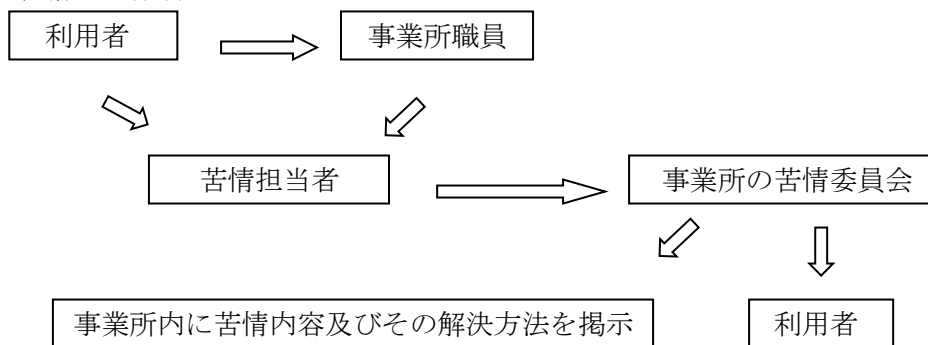 利用者
事業所職員
苦情担当者
事業所の苦情委員会
事業所内に苦情内容及びその解決方法を掲示
利用者